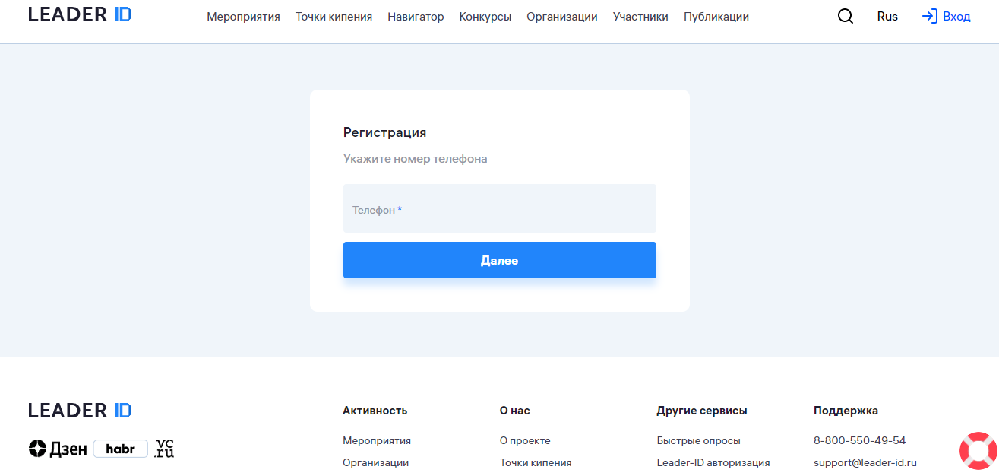 LEADER ID Мероприятия Точки кипения Навигатор Конкурсы Организации Участники Публикации Rus Вход
Регистрация
Укажите номер телефона
Телефон *
Далее
LEADER ID Активность О нас Другие сервисы Поддержка
Дзен habr vc.ru Мероприятия О проекте Быстрые опросы 8-800-550-49-54
Организации Точки кипения Leader-ID авторизация support@leader-id.ru